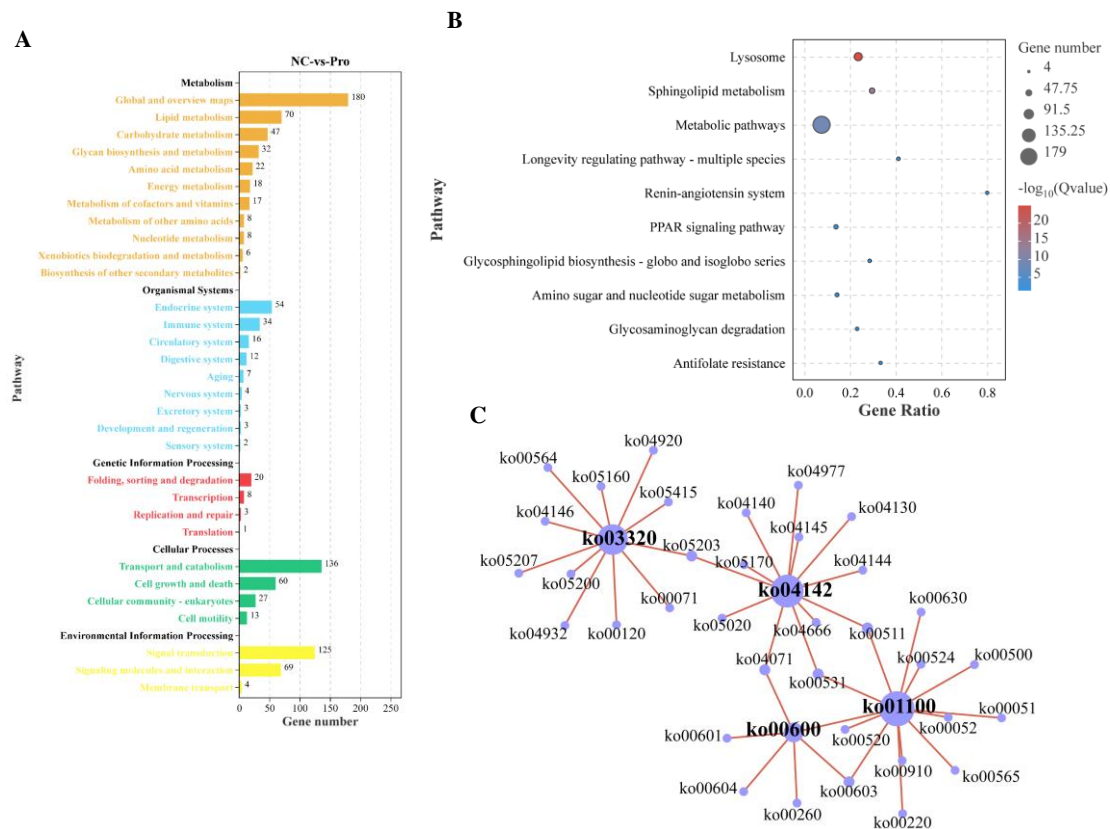 A
NC-vs-Pro
Pathway
Metabolism
Global and overview maps 180
Lipid metabolism 70
Carbohydrate metabolism 47
Glycan biosynthesis and metabolism 32
Amino acid metabolism 22
Energy metabolism 18
Metabolism of cofactors and vitamins 17
Metabolism of other amino acids 8
Nucleotide metabolism 8
Xenobiotics biodegradation and metabolism 6
Biosynthesis of other secondary metabolites 2
Organismal Systems
Endocrine system 54
Immune system 34
Circulatory system 16
Digestive system 12
Aging 7
Nervous system 4
Excretory system 3
Development and regeneration 3
Sensory system 2
Genetic Information Processing
Folding, sorting and degradation 20
Transcription 8
Replication and repair 3
Translation 1
Cellular Processes
Transport and catabolism 136
Cell growth and death 60
Cellular community - eukaryotes 27
Cell motility 13
Environmental Information Processing
Signal transduction 125
Signaling molecules and interaction 69
Membrane transport 4
0 50 100 150 200 250
Gene number
B
Pathway
Lysosome
Sphingolipid metabolism
Metabolic pathways
Longevity regulating pathway - multiple species
Renin-angiotensin system
PPAR signaling pathway
Glycosphingolipid biosynthesis - globo and isoglobo series
Amino sugar and nucleotide sugar metabolism
Glycosaminoglycan degradation
Antifolate resistance
0.0 0.2 0.4 0.6 0.8
Gene Ratio
Gene number
4
47.75
91.5
135.25
179
-log10(Qvalue)
20
15
10
5
C
ko04920
ko00564
ko05160
ko04977
ko05415
ko04140
ko04130
ko04146
ko04145
ko03320
ko05203
ko05170
ko04144
ko05207
ko05200
ko04142
ko00071
ko00630
ko04932
ko00120
ko05020
ko04666
ko00511
ko04071
ko00524
ko00500
ko00531
ko01100
ko00051
ko00600
ko00052
ko00601
ko00520
ko00910
ko00565
ko00604
ko00603
ko00260
ko00220